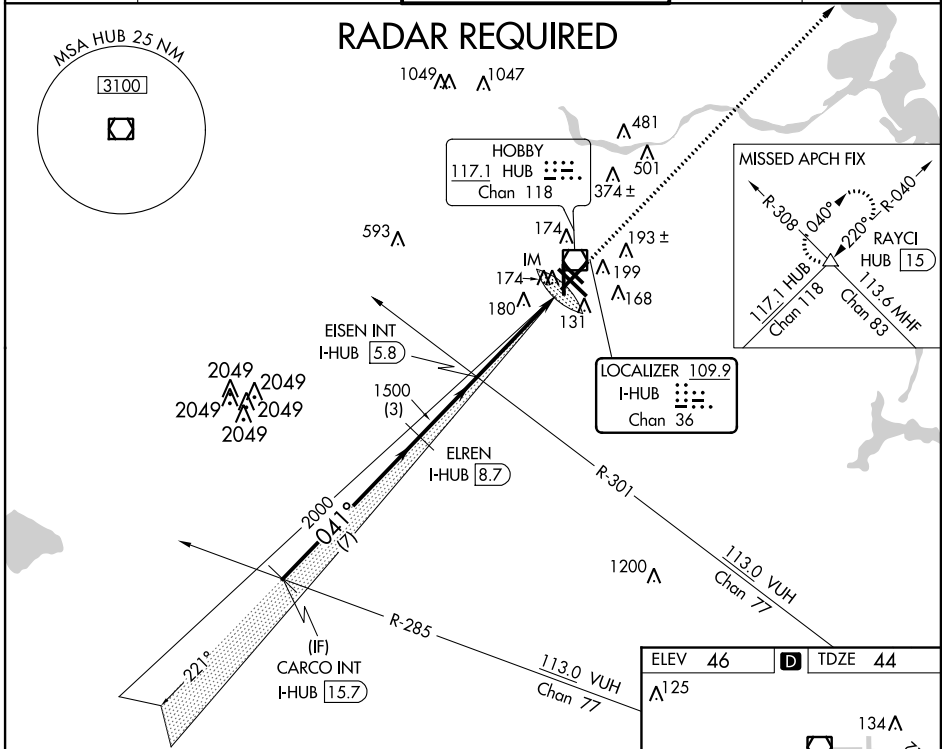 RADAR REQUIRED
MSA HUB 25 NM
3100
1049
1047
481
501
374 ±
HOBBY
117.1 HUB
Chan 118
MISSED APCH FIX
R-308
040°
220°
R-040
RAYCI
HUB 15
117.1 HUB
Chan 118
113.6 MHF
Chan 83
593
174
193 ±
IM
174
199
180
168
131
EISEN INT
I-HUB 5.8
LOCALIZER 109.9
I-HUB
Chan 36
2049
2049
2049
2049
2049
1500
(3)
ELREN
I-HUB 8.7
2000
041°
(7)
R-301
113.0 VUH
Chan 77
1200
R-285
113.0 VUH
Chan 77
(IF)
CARCO INT
I-HUB 15.7
221°
ELEV 46
D
TDZE 44
125
134